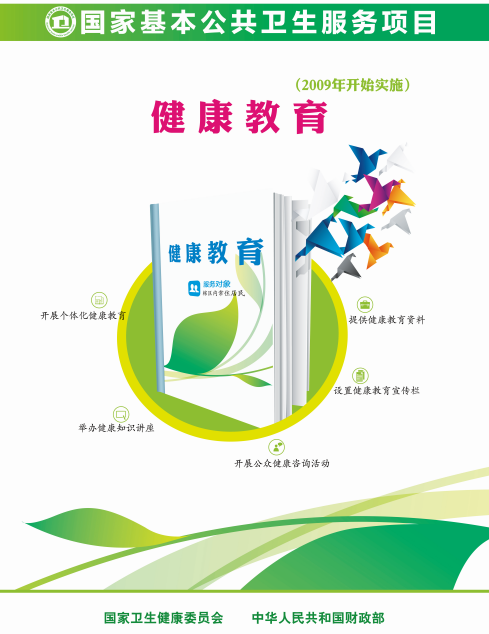 国家基本公共卫生服务项目
（2009年开始实施）
健康教育
健康教育
服务对象
辖区内常住居民
开展个体化健康教育
提供健康教育资料
设置健康教育宣传栏
举办健康知识讲座
开展公众健康咨询活动
国家卫生健康委员会 中华人民共和国财政部